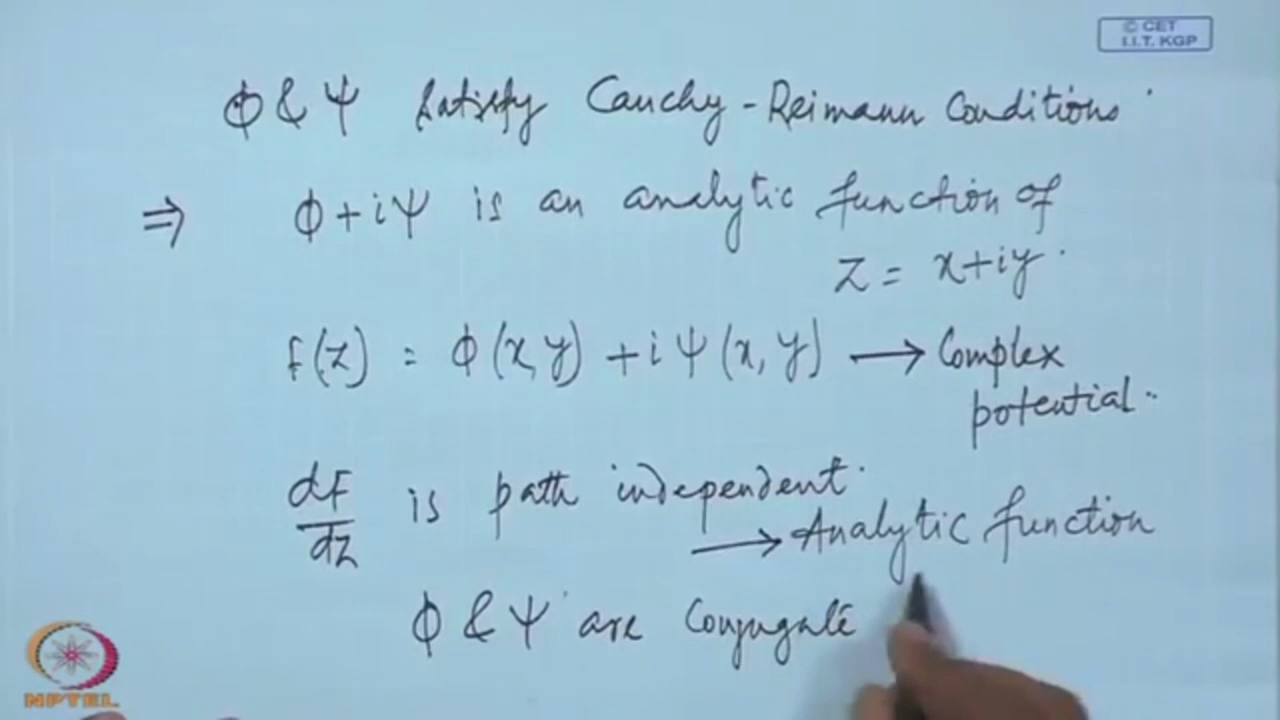 © CET
I.I.T. KGP
Φ & Ψ Satisfy Cauchy - Reimann Conditions.
⇒ Φ + iΨ is an analytic function of
z = x+iy.
f(z) = Φ(x,y) + iΨ(x,y) → Complex
potential..
df/dz is path independent.
→ Analytic function
Φ & Ψ are Conjugate
NPTEL